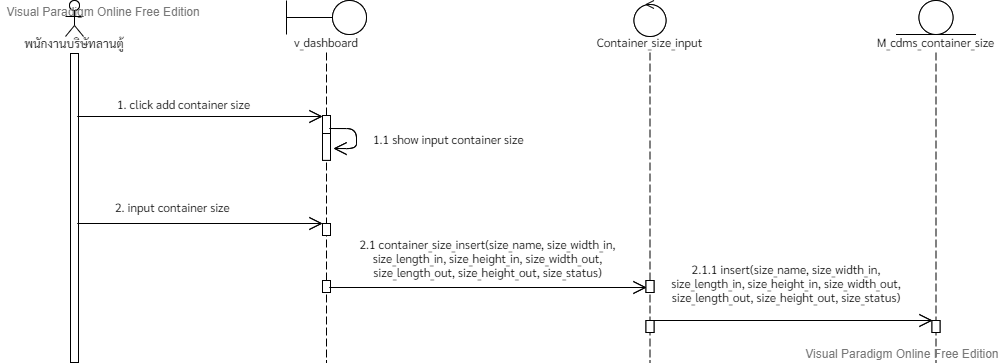 Visual Paradigm Online Free Edition
พนักงานบริษัทลานตู้
v_dashboard
Container_size_input
M_cdms_container_size
1. click add container size
1.1 show input container size
2. input container size
2.1 container_size_insert(size_name, size_width_in,
size_length_in, size_height_in, size_width_out,
size_length_out, size_height_out, size_status)
2.1.1 insert(size_name, size_width_in,
size_length_in, size_height_in, size_width_out,
size_length_out, size_height_out, size_status)
Visual Paradigm Online Free Edition